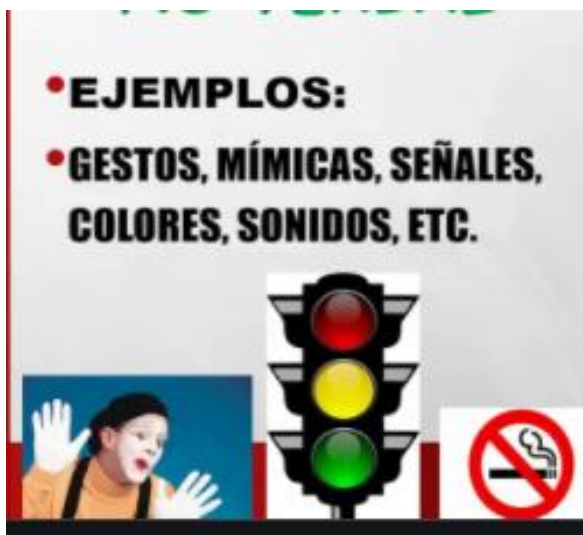 •EJEMPLOS:
•GESTOS, MÍMICAS, SEÑALES,
COLORES, SONIDOS, ETC.